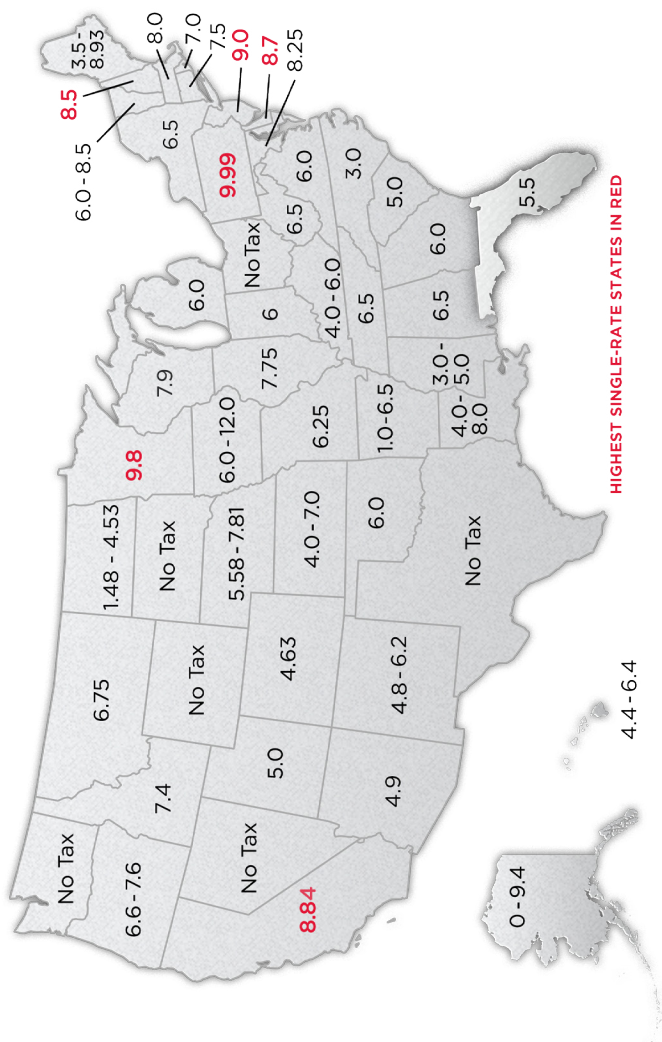 3.5-
8.93
8.0
7.0
7.5
9.0
8.7
8.25
8.5
6.0 - 8.5
6.5
9.99
No Tax
6.0
6.5
6.0
3.0
5.0
6.0
5.5
6
4.0 - 6.0
6.5
6.5
7.9
7.75
3.0 -
5.0
9.8
6.0 -12.0
6.25
1.0-6.5
4.0-
8.0
1.48 - 4.53
No Tax
5.58 - 7.81
4.0 - 7.0
6.0
No Tax
6.75
No Tax
4.63
4.8 - 6.2
7.4
5.0
4.9
No Tax
6.6 - 7.6
No Tax
8.84
0 - 9.4
4.4 - 6.4
HIGHEST SINGLE-RATE STATES IN RED